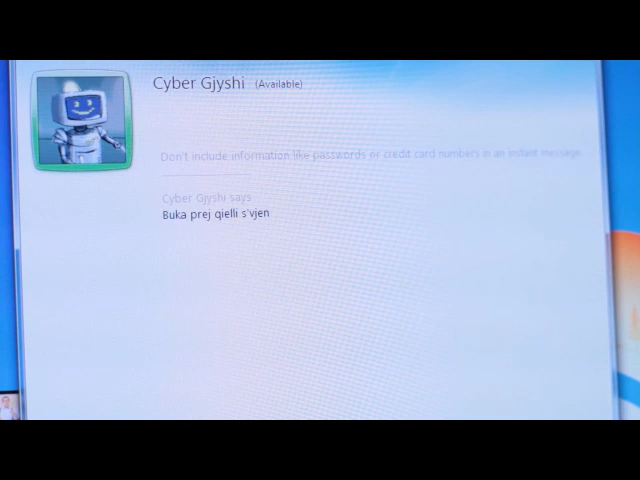 Cyber Gjyshi (Available)
Don't include information like passwords or credit card numbers in an instant message.
Cyber Gjyshi says
Buka prej qielli s'vjen